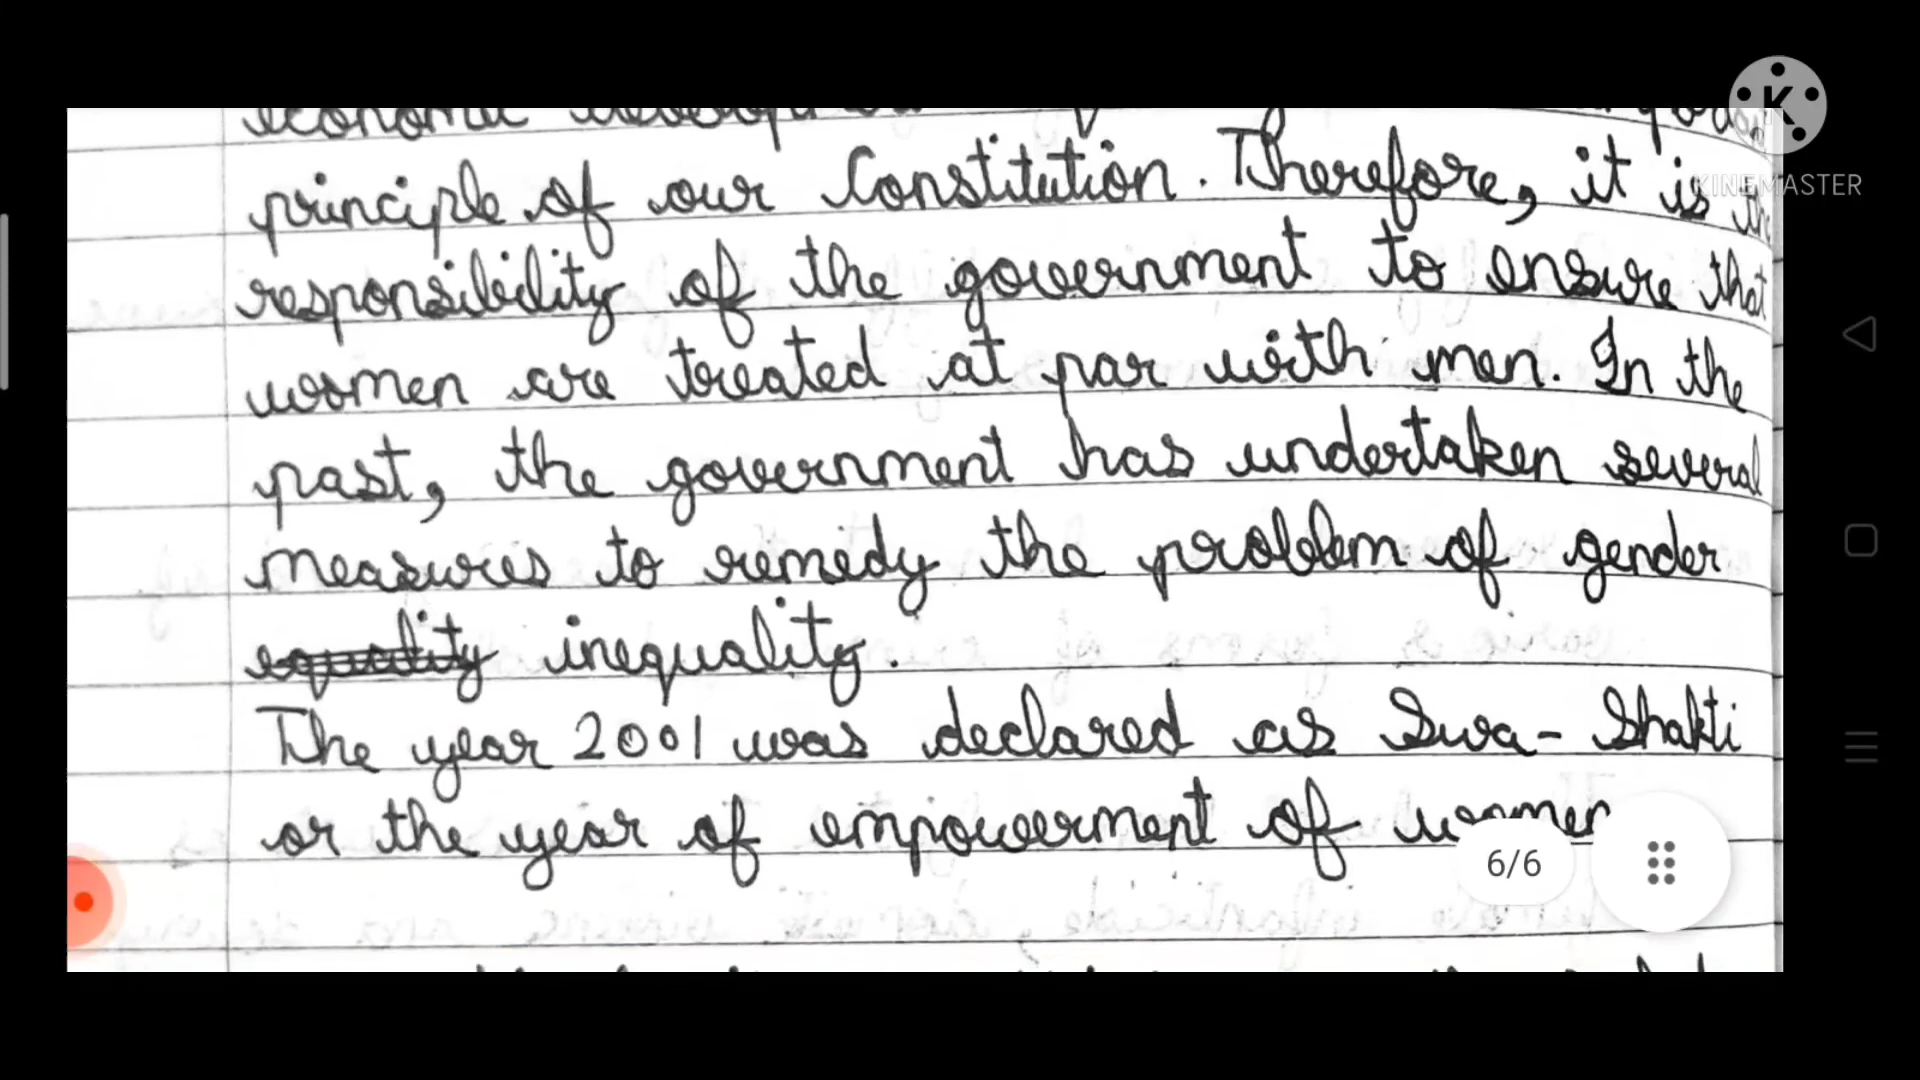 economic
principle of our Constitution. Therefore, it is the
responsibility of the government to ensure that
women are treated at par with men. In the
past, the government has undertaken several
measures to remedy the problem of gender
equality inequality.
The year 2001 was declared as Swa-Shakti
or the year of empowerment of women
6/6
K
KINEMASTER